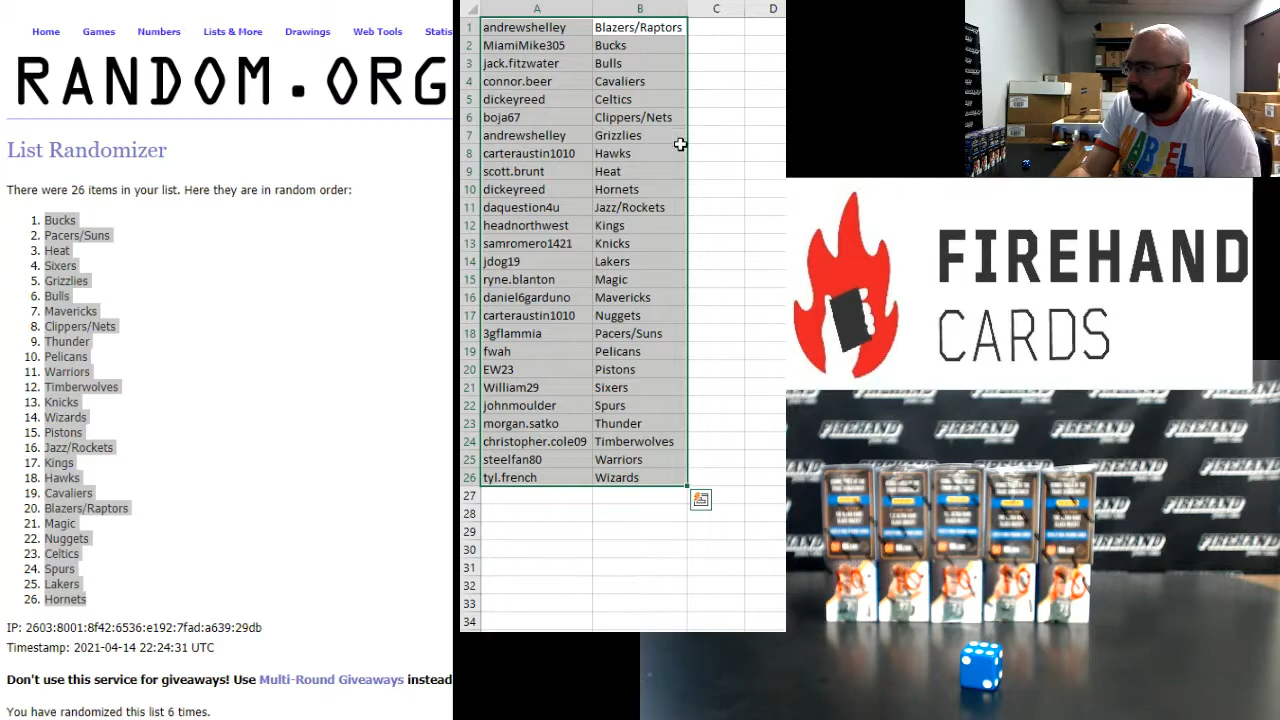 Home Games Numbers Lists & More Drawings Web Tools Statis
RANDOM.ORG
List Randomizer
There were 26 items in your list. Here they are in random order:
1. Bucks
2. Pacers/Suns
3. Heat
4. Sixers
5. Grizzlies
6. Bulls
7. Mavericks
8. Clippers/Nets
9. Thunder
10. Pelicans
11. Warriors
12. Timberwolves
13. Knicks
14. Wizards
15. Pistons
16. Jazz/Rockets
17. Kings
18. Hawks
19. Cavaliers
20. Blazers/Raptors
21. Magic
22. Nuggets
23. Celtics
24. Spurs
25. Lakers
26. Hornets
IP: 2603:8001:8f42:6536:e192:7fad:a639:29db
Timestamp: 2021-04-14 22:24:31 UTC
Don't use this service for giveaways! Use Multi-Round Giveaways instead
You have randomized this list 6 times.
A B C D
1 andrewshelley Blazers/Raptors
2 MiamiMike305 Bucks
3 jack.fitzwater Bulls
4 connor.beer Cavaliers
5 dickeyreed Celtics
6 boja67 Clippers/Nets
7 andrewshelley Grizzlies
8 carteraustin1010 Hawks
9 scott.brunt Heat
10 dickeyreed Hornets
11 daquestion4u Jazz/Rockets
12 headnorthwest Kings
13 samromero1421 Knicks
14 jdog19 Lakers
15 ryne.blanton Magic
16 daniel6garduno Mavericks
17 carteraustin1010 Nuggets
18 3gflammia Pacers/Suns
19 fwah Pelicans
20 EW23 Pistons
21 William29 Sixers
22 johnmoulder Spurs
23 morgan.satko Thunder
24 christopher.cole09 Timberwolves
25 steelfan80 Warriors
26 tyl.french Wizards
27
28
29
30
31
32
33
34
FIREHAND
CARDS
FIREHAND FIREHAND FIREHAND